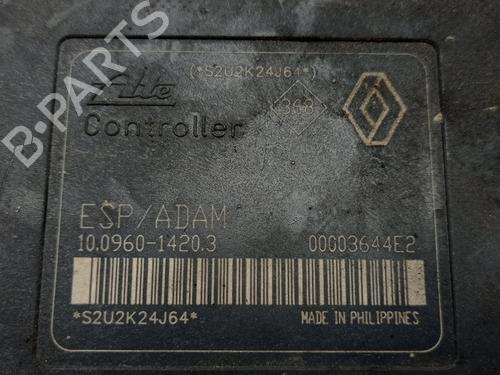 B-PARTS
(*S2U2K24J64*)
Ate
Controller
368
ESP/ADAM
10.0960-1420.3
00003644E2
*S2U2K24J64*
MADE IN PHILIPPINES